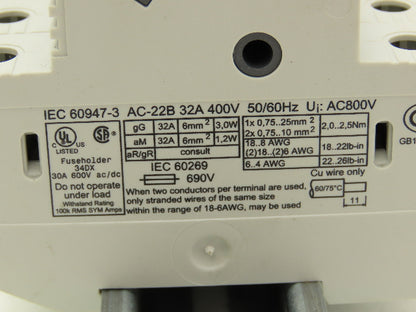 IEC 60947-3 AC-22B 32A 400V 50/60Hz Ui: AC800V
gG 32A 6mm² 3,0W 1x 0,75..25mm² 2,0..2,5Nm
aM 32A 6mm² 1,2W 2x 0,75..10mm²
aR/gR consult 18..8 AWG 18..22lb-in
(2)18..(2)6 AWG
IEC 60269 6..4 AWG 22..26lb-in
690V
UL
LISTED
Fuseholder
34DX
30A 600V ac/dc
Do not operate
under load
Withstand Rating
100k RMS SYM Amps
When two conductors per terminal are used,
only stranded wires of the same size
within the range of 18-6AWG, may be used
Cu wire only
60/75°C
11
GB1